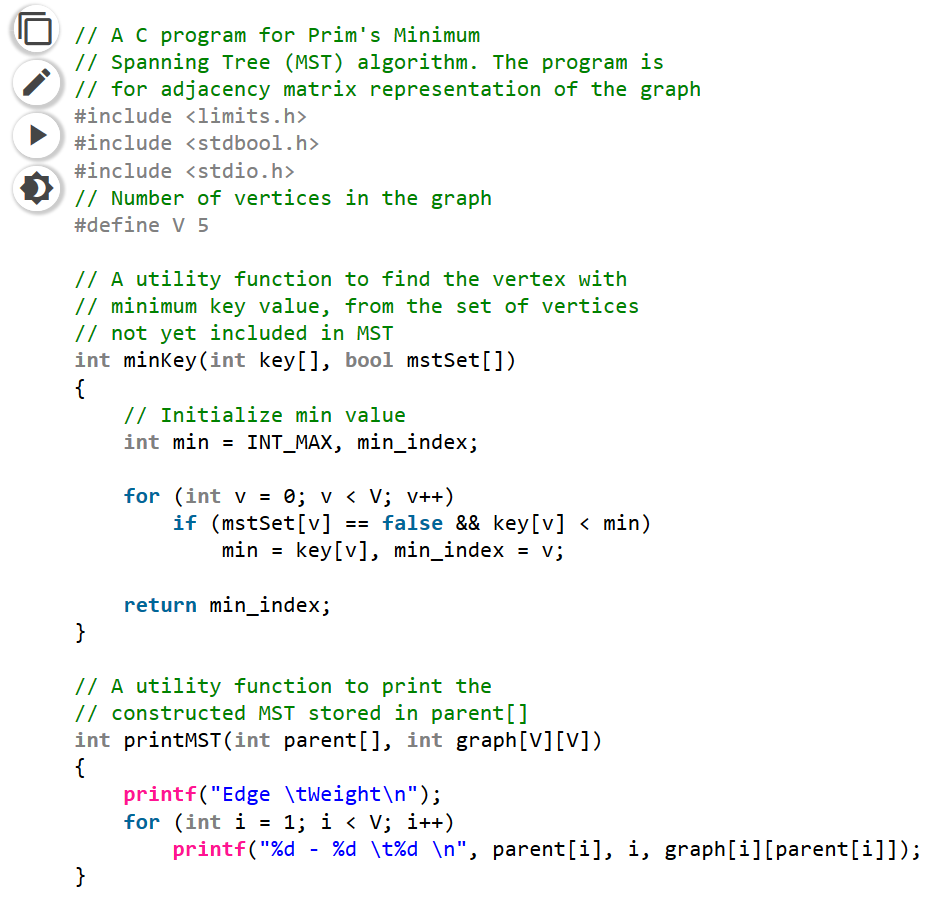 // A C program for Prim's Minimum
// Spanning Tree (MST) algorithm. The program is
// for adjacency matrix representation of the graph
#include <limits.h>
#include <stdbool.h>
#include <stdio.h>
// Number of vertices in the graph
#define V 5
// A utility function to find the vertex with
// minimum key value, from the set of vertices
// not yet included in MST
int minKey(int key[], bool mstSet[])
{
    // Initialize min value
    int min = INT_MAX, min_index;
    for (int v = 0; v < V; v++)
        if (mstSet[v] == false && key[v] < min)
            min = key[v], min_index = v;
    return min_index;
}
// A utility function to print the
// constructed MST stored in parent[]
int printMST(int parent[], int graph[V][V])
{
    printf("Edge \tWeight\n");
    for (int i = 1; i < V; i++)
        printf("%d - %d \t%d \n", parent[i], i, graph[i][parent[i]]);
}